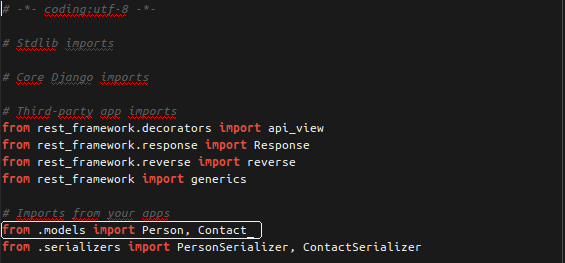 # -*- coding:utf-8 -*-
# Stdlib imports
# Core Django imports
# Third-party app imports
from rest_framework.decorators import api_view
from rest_framework.response import Response
from rest_framework.reverse import reverse
from rest_framework import generics
# Imports from your apps
from .models import Person, Contact_
from .serializers import PersonSerializer, ContactSerializer